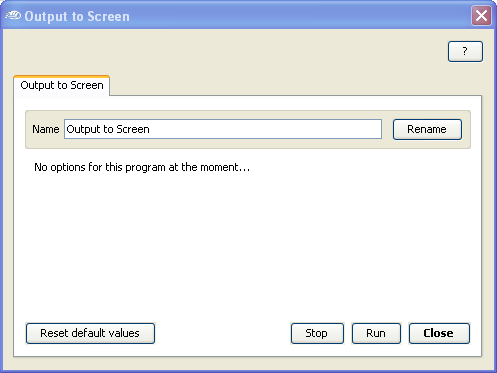 Output to Screen
?
Output to Screen
Name Output to Screen Rename
No options for this program at the moment...
Reset default values Stop Run Close